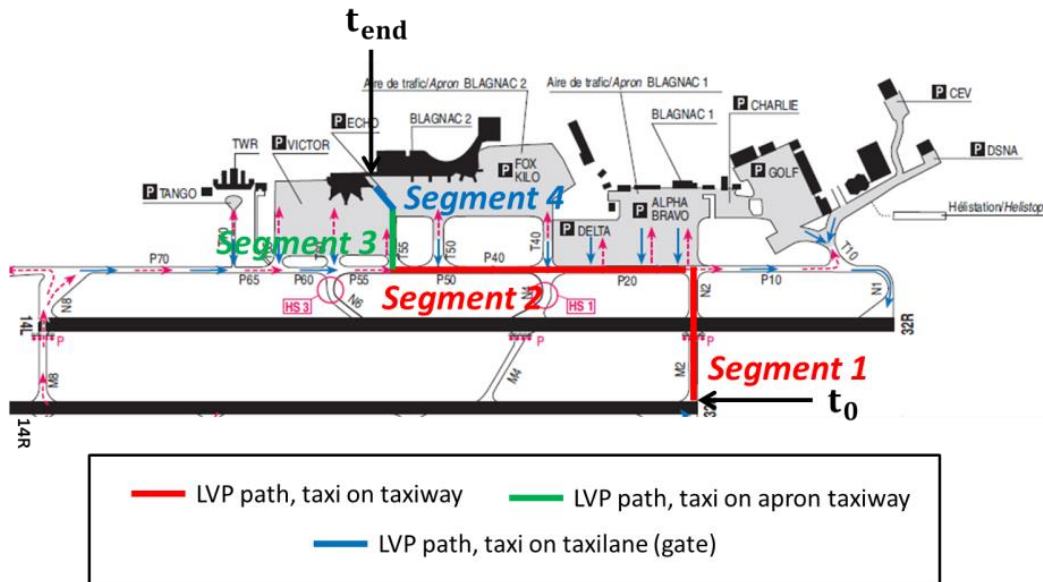 t_end
Aire de trafic/Apron BLAGNAC 2
Aire de trafic/Apron BLAGNAC 1
P ECHO
BLAGNAC 2
BLAGNAC 1
P CHARLIE
P CEV
TWR
P VICTOR
P FOX
KILO
P GOLF
P DSNA
P TANGO
Segment 4
P ALPHA
BRAVO
Hélistation/Helistop
Segment 3
P DELTA
T55
T50
T40
T10
P70
P65
P60
P55
P50
P40
P20
P10
N8
HS 3
N6
Segment 2
HS 1
N2
N1
14L
32R
P
P
M8
M4
M2
Segment 1
t₀
14R
LVP path, taxi on taxiway
LVP path, taxi on apron taxiway
LVP path, taxi on taxilane (gate)